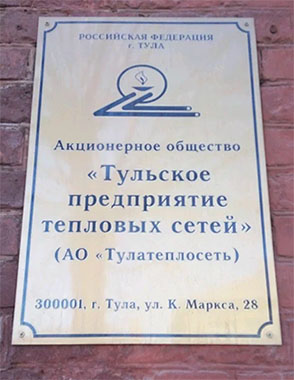 РОССИЙСКАЯ ФЕДЕРАЦИЯ
г. ТУЛА
Акционерное общество
«Тульское
предприятие
тепловых сетей»
(АО «Тулатеплосеть)
300001, г. Тула, ул. К. Маркса, 28